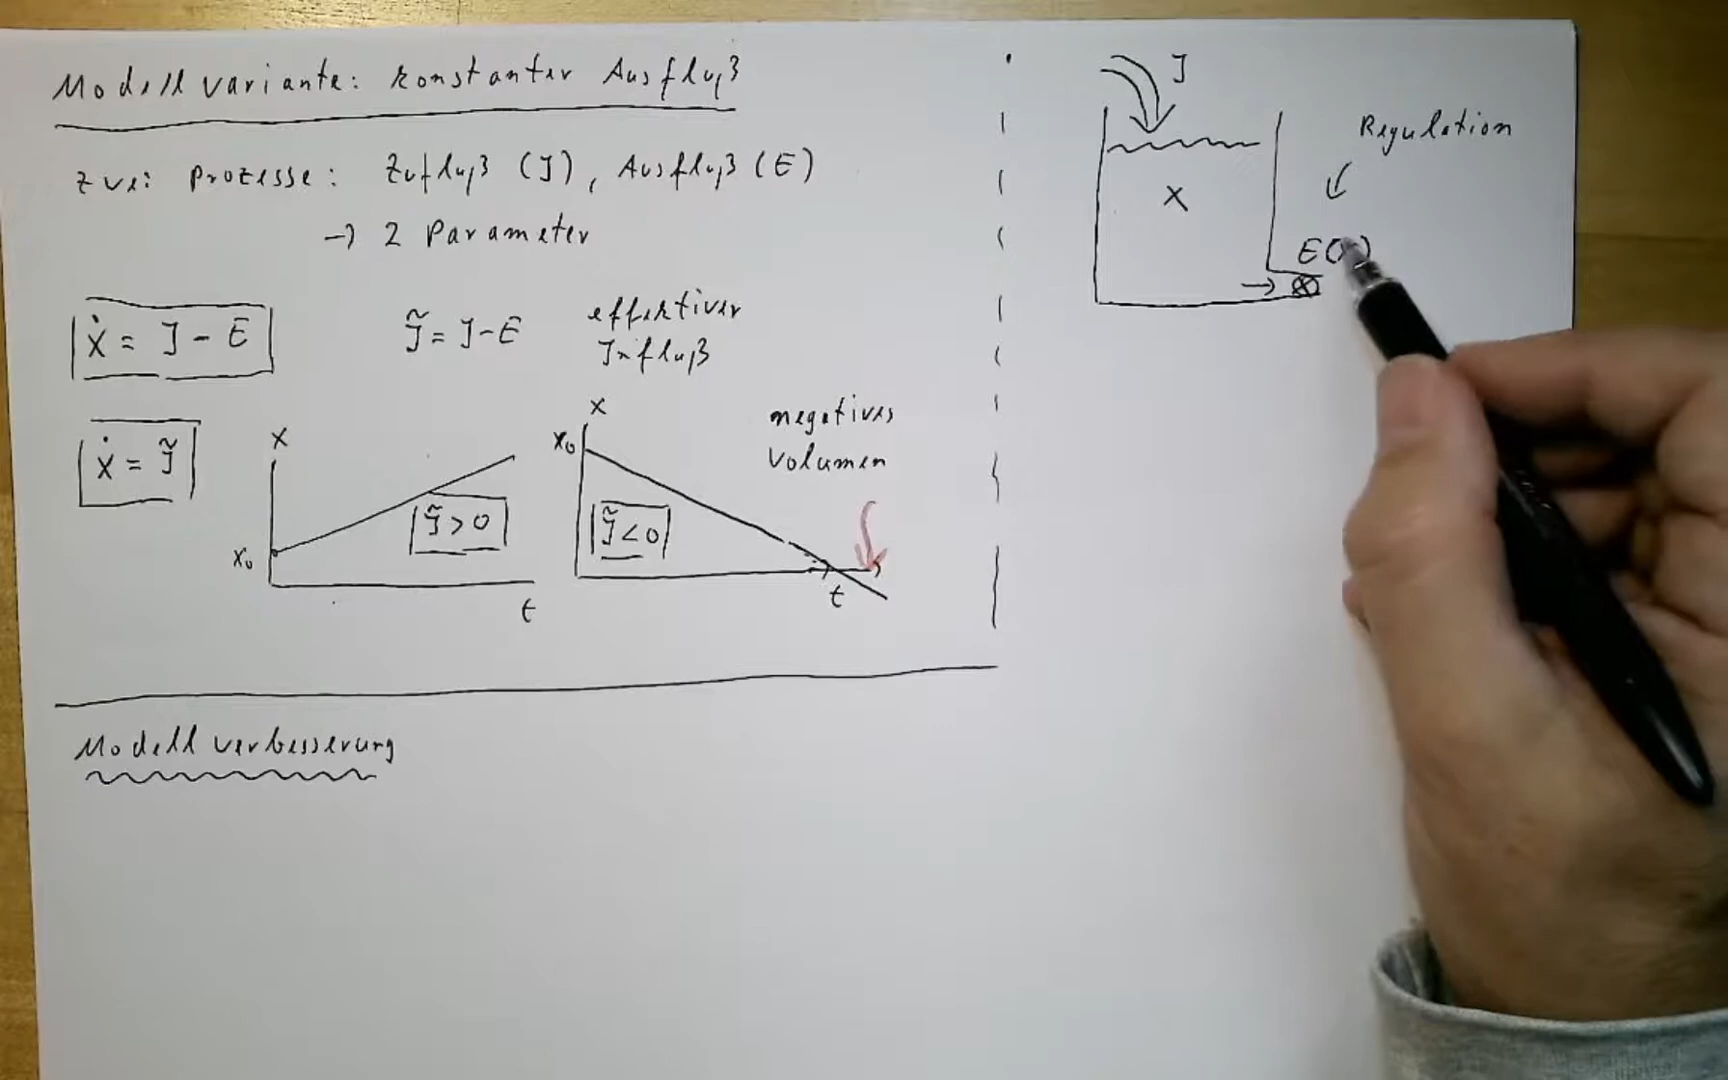 Modellvariante: konstanter Ausfluß
Zwei Prozesse: Zufluß (J), Ausfluß (E)
→ 2 Parameter
ẋ = J - E
J̃ = J - E
effektiver
Influß
ẋ = J̃
x
x₀
J̃ > 0
t
x
x₀
J̃ < 0
t
negatives
Volumen
Modellverbesserung
J
Regulation
x